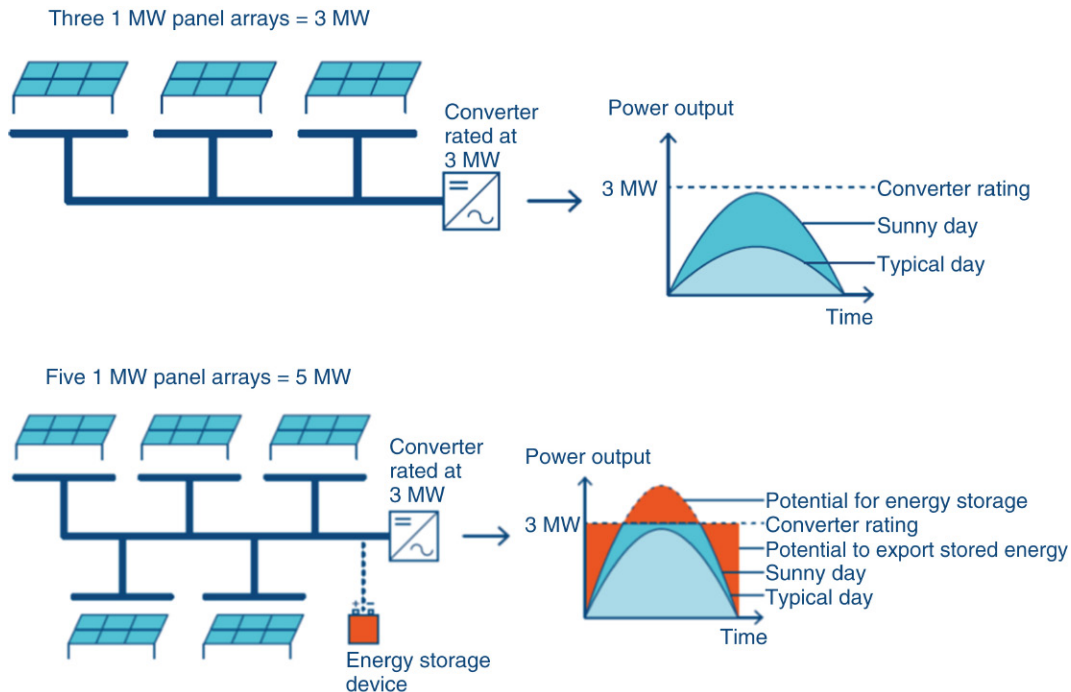 Three 1 MW panel arrays = 3 MW
Converter
rated at
3 MW
Power output
3 MW
Converter rating
Sunny day
Typical day
Time
Five 1 MW panel arrays = 5 MW
Converter
rated at
3 MW
+ −
Energy storage
device
Power output
3 MW
Potential for energy storage
Converter rating
Potential to export stored energy
Sunny day
Typical day
Time